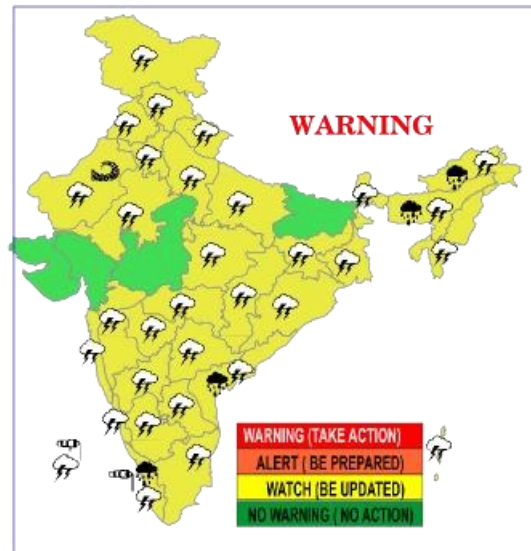 WARNING
WARNING (TAKE ACTION)
ALERT ( BE PREPARED)
WATCH (BE UPDATED)
NO WARNING ( NO ACTION)